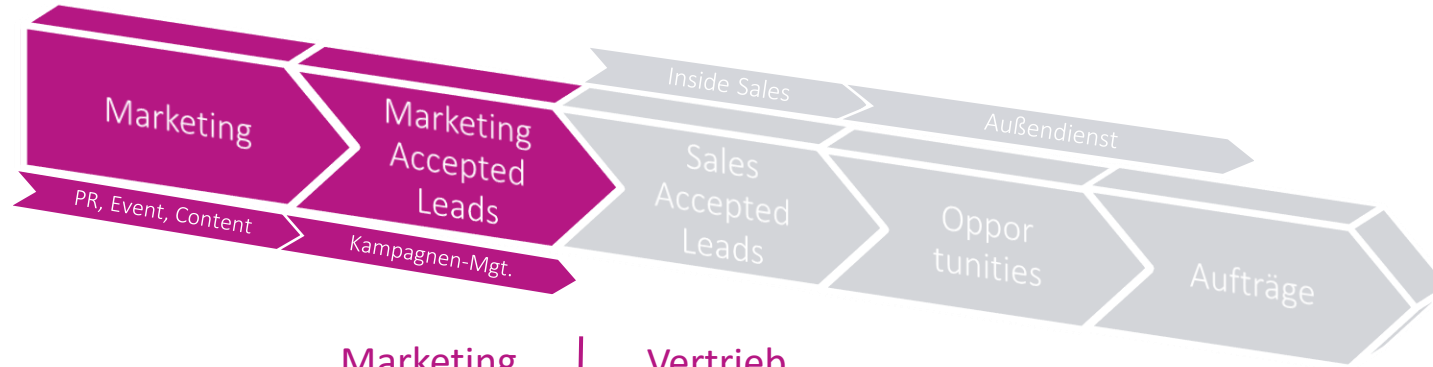 Inside Sales
Außendienst
Marketing
Marketing
Accepted
Leads
Sales
Accepted
Leads
Oppor
tunities
Aufträge
PR, Event, Content
Kampagnen-Mgt.
Marketing
Vertrieb